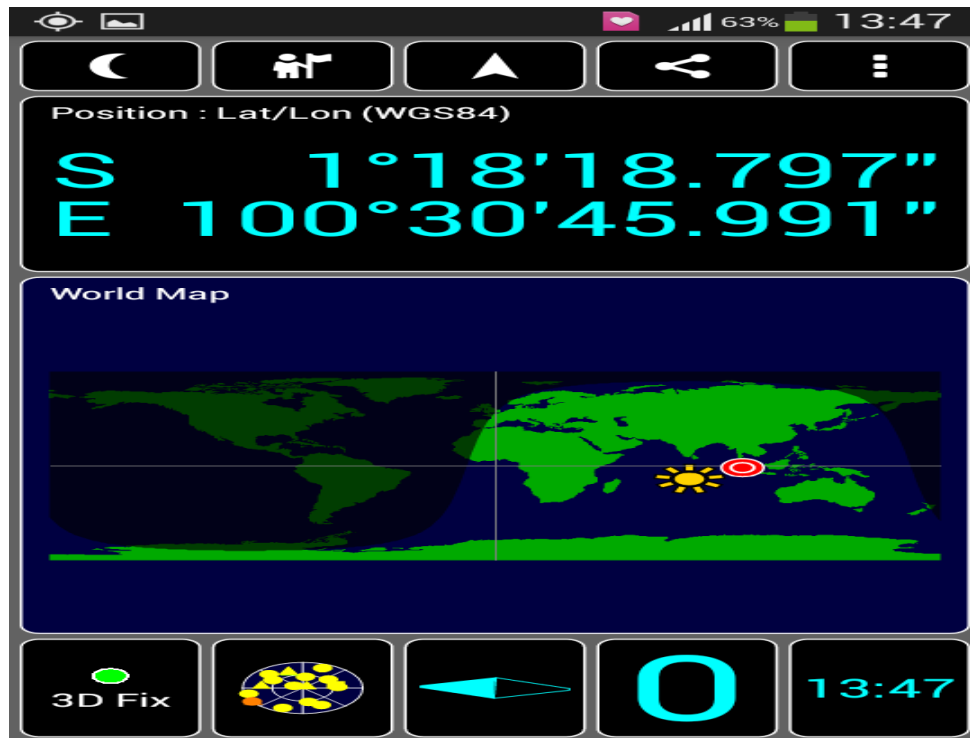 63% 13:47
Position : Lat/Lon (WGS84)
S 1°18'18.797"
E 100°30'45.991"
World Map
3D Fix
0
13:47